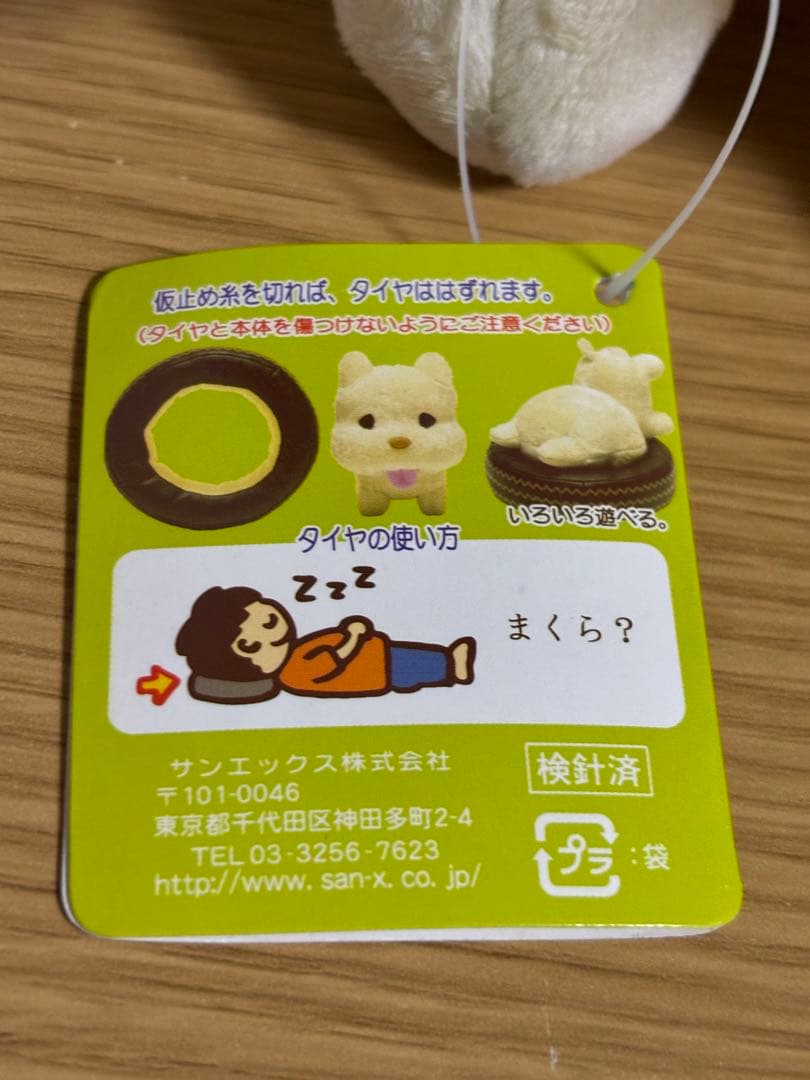 仮止め糸を切れば、タイヤははずれます。
(タイヤと本体を傷つけないようにご注意ください)
いろいろ遊べる。
タイヤの使い方
zzz
まくら?
サンエックス株式会社
〒101-0046
東京都千代田区神田多町2-4
TEL 03-3256-7623
http://www.san-x.co.jp/
検針済
プラ:袋